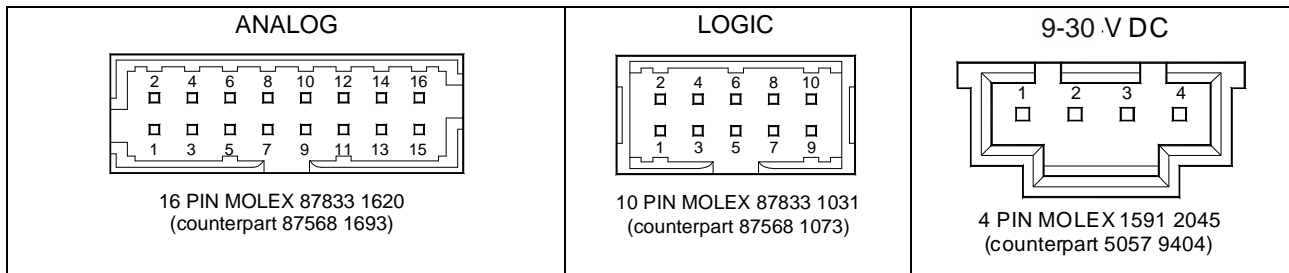 ANALOG
2 4 6 8 10 12 14 16
1 3 5 7 9 11 13 15
16 PIN MOLEX 87833 1620
(counterpart 87568 1693)
LOGIC
2 4 6 8 10
1 3 5 7 9
10 PIN MOLEX 87833 1031
(counterpart 87568 1073)
9-30 V DC
1 2 3 4
4 PIN MOLEX 1591 2045
(counterpart 5057 9404)